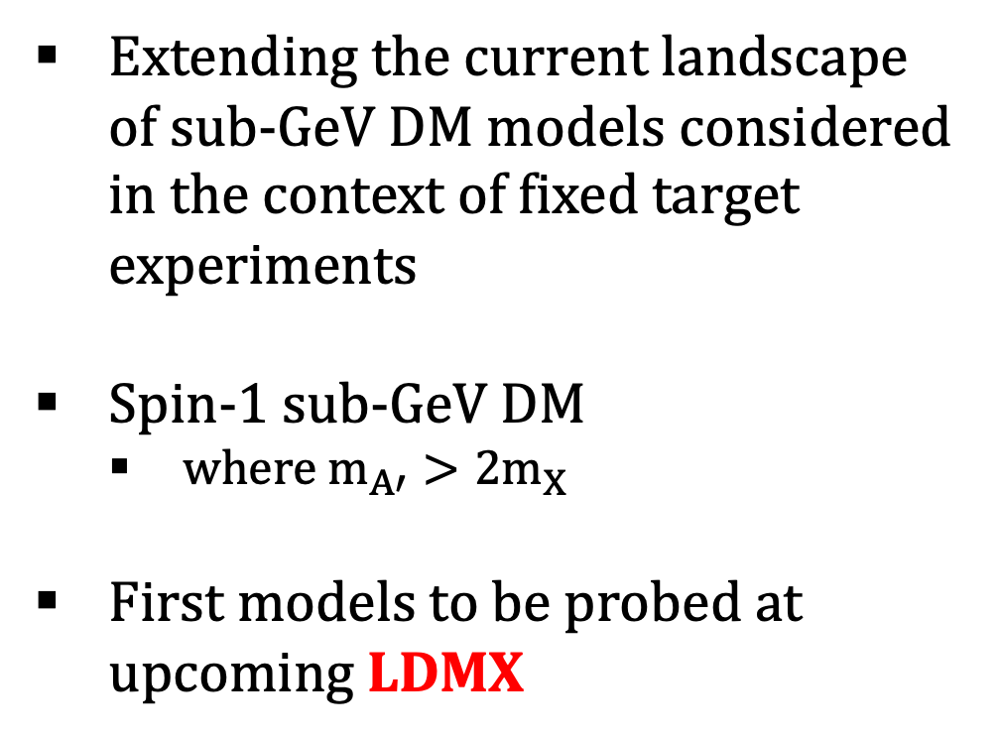 ▪ Extending the current landscape
of sub-GeV DM models considered
in the context of fixed target
experiments
▪ Spin-1 sub-GeV DM
▪ where m_A′ > 2m_X
▪ First models to be probed at
upcoming LDMX